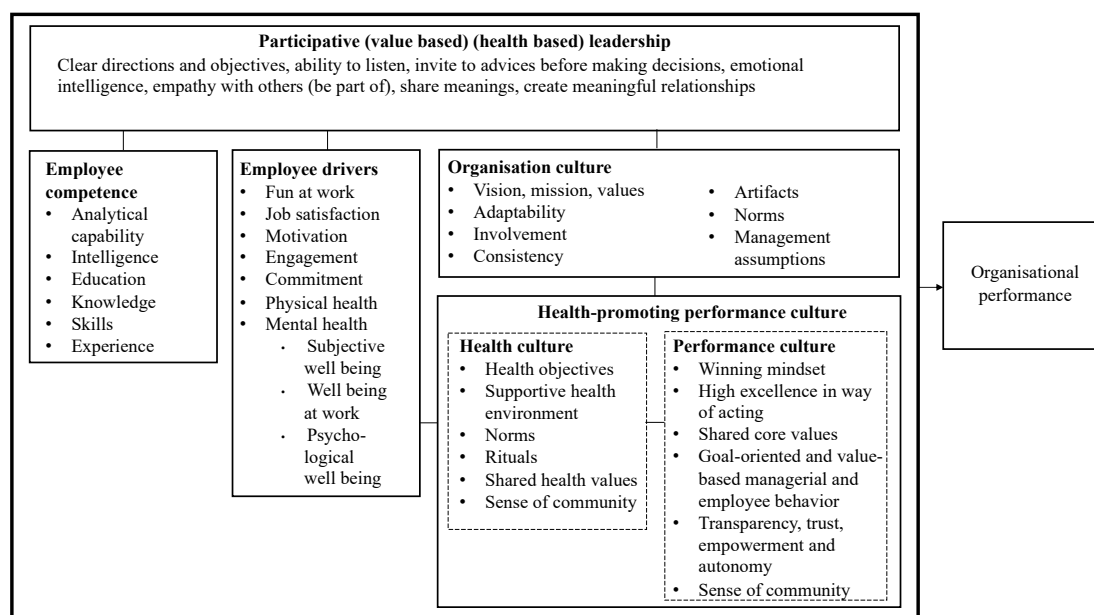 Participative (value based) (health based) leadership
Clear directions and objectives, ability to listen, invite to advices before making decisions, emotional
intelligence, empathy with others (be part of), share meanings, create meaningful relationships
Employee
competence
• Analytical
capability
• Intelligence
• Education
• Knowledge
• Skills
• Experience
Employee drivers
• Fun at work
• Job satisfaction
• Motivation
• Engagement
• Commitment
• Physical health
• Mental health
• Subjective
well being
• Well being
at work
• Psycho-
logical
well being
Organisation culture
• Vision, mission, values
• Adaptability
• Involvement
• Consistency
• Artifacts
• Norms
• Management
assumptions
Health-promoting performance culture
Health culture
• Health objectives
• Supportive health
environment
• Norms
• Rituals
• Shared health values
• Sense of community
Performance culture
• Winning mindset
• High excellence in way
of acting
• Shared core values
• Goal-oriented and value-
based managerial and
employee behavior
• Transparency, trust,
empowerment and
autonomy
• Sense of community
Organisational
performance